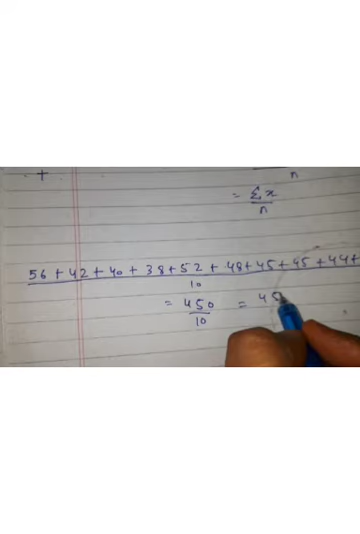 + n
= Σx
n
56 + 42 + 40 + 38 + 52 + 48 + 45 + 45 + 44 +
10
= 450 = 45
10